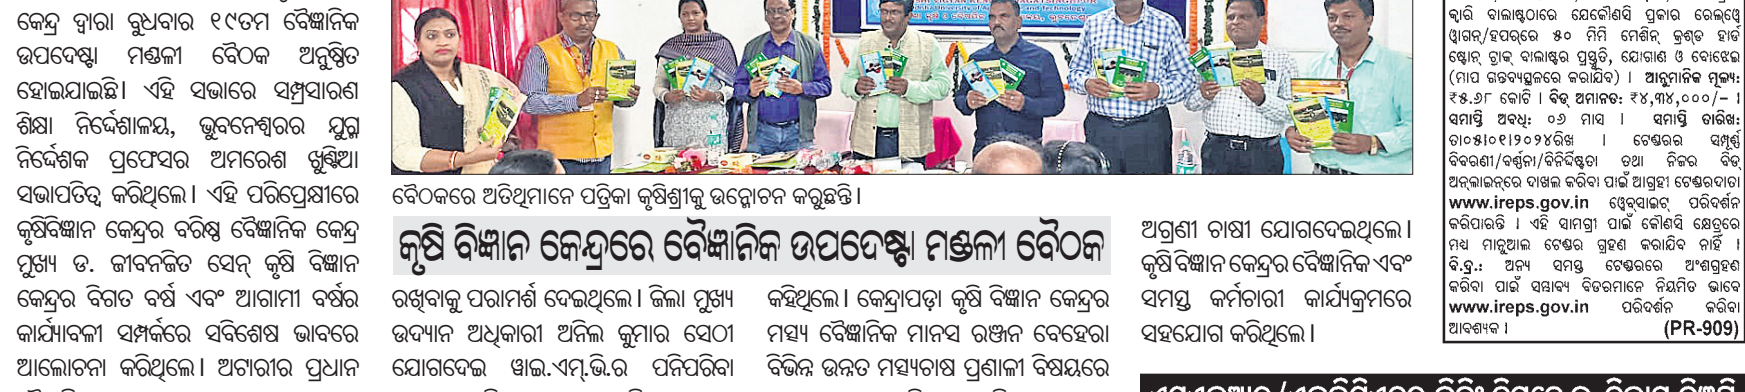 କେନ୍ଦ୍ର ଦ୍ୱାରା ବୁଧବାର ୧୯ତମ ବୈଜ୍ଞାନିକ
ଉପଦେଷ୍ଟା ମଣ୍ଡଳୀ ବୈଠକ ଅନୁଷ୍ଠିତ
ହୋଇଯାଇଛି। ଏହି ସଭାରେ ସମ୍ପ୍ରସାରଣ
ଶିକ୍ଷା ନିର୍ଦ୍ଦେଶାଳୟ, ଭୁବନେଶ୍ୱରର ଯୁଗ୍ମ
ନିର୍ଦ୍ଦେଶକ ପ୍ରଫେସର ଅମରେଶ ଖୁଣ୍ଟିଆ
ସଭାପତିତ୍ୱ କରିଥିଲେ। ଏହି ପରିପ୍ରେକ୍ଷୀରେ
କୃଷିବିଜ୍ଞାନ କେନ୍ଦ୍ରର ବରିଷ୍ଠ ବୈଜ୍ଞାନିକ କେନ୍ଦ୍ର
ମୁଖ୍ୟ ଡ. ଜୀବନଜିତ ସେନ୍ କୃଷି ବିଜ୍ଞାନ
କେନ୍ଦ୍ରର ବିଗତ ବର୍ଷ ଏବଂ ଆଗାମୀ ବର୍ଷର
କାର୍ଯ୍ୟାବଳୀ ସମ୍ପର୍କରେ ସବିଶେଷ ଭାବରେ
ଆଲୋଚନା କରିଥିଲେ। ଅଟାରୀର ପ୍ରଧାନ
ବୈଠକରେ ଅତିଥିମାନେ ପତ୍ରିକା କୃଷିଶ୍ରୀକୁ ଉନ୍ମୋଚନ କରୁଛନ୍ତି।
କୃଷି ବିଜ୍ଞାନ କେନ୍ଦ୍ରରେ ବୈଜ୍ଞାନିକ ଉପଦେଷ୍ଟା ମଣ୍ଡଳୀ ବୈଠକ
ରଖିବାକୁ ପରାମର୍ଶ ଦେଇଥିଲେ। ଜିଲା ମୁଖ୍ୟ
ଉଦ୍ୟାନ ଅଧିକାରୀ ଅନିଲ କୁମାର ସେଠୀ
ଯୋଗଦେଇ ୱାଇ.ଏମ୍.ଭି.ର ପନିପରିବା
କହିଥିଲେ। କେନ୍ଦ୍ରାପଡ଼ା କୃଷି ବିଜ୍ଞାନ କେନ୍ଦ୍ରର
ମତ୍ସ୍ୟ ବୈଜ୍ଞାନିକ ମାନସ ରଞ୍ଜନ ବେହେରା
ବିଭିନ୍ନ ଉନ୍ନତ ମତ୍ସ୍ୟଚାଷ ପ୍ରଣାଳୀ ବିଷୟରେ
ଅଗ୍ରଣୀ ଚାଷୀ ଯୋଗଦେଇଥିଲେ।
କୃଷି ବିଜ୍ଞାନ କେନ୍ଦ୍ରର ବୈଜ୍ଞାନିକ ଏବଂ
ସମସ୍ତ କର୍ମଚାରୀ କାର୍ଯ୍ୟକ୍ରମରେ
ସହଯୋଗ କରିଥିଲେ।
କ୍ୱାରି ବାଲାଷ୍ଟଠାରେ ଯେକୌଣସି ପ୍ରକାର ରେଲୱେ
ୱାଗନ୍/ହପର୍‌ରେ ୫୦ ମିମି ମେଶିନ୍ କ୍ରଶ୍‌ଡ ହାର୍ଡ
ଷ୍ଟୋନ୍ ଟ୍ରାକ୍ ବାଲାଷ୍ଟର ପ୍ରସ୍ତୁତି, ଯୋଗାଣ ଓ ବୋଝେଇ
(ମାପ ଗନ୍ତବ୍ୟସ୍ଥଳରେ କରାଯିବ) । ଆନୁମାନିକ ମୂଲ୍ୟ:
₹୫.୬୮ କୋଟି । ବିଡ୍ ଅମାନତ: ₹୪,୩୪,୦୦୦/– ।
ସମାପ୍ତି ଅବଧି: ୦୬ ମାସ । ସମାପ୍ତି ତାରିଖ:
ତା୦୫ା୦୧ା୨୦୨୪ରିଖ । ଟେଣ୍ଡରର ସମ୍ପୂର୍ଣ୍ଣ
ବିବରଣୀ/ବର୍ଣ୍ଣନା/ବିନିର୍ଦ୍ଦିଷ୍ଟତା ତଥା ନିଜର ବିଡ୍
ଅନ୍‌ଲାଇନ୍‌ରେ ଦାଖଲ କରିବା ପାଇଁ ଆଗ୍ରହୀ ଟେଣ୍ଡରଦାତା
www.ireps.gov.in ୱେବ୍‌ସାଇଟ୍ ପରିଦର୍ଶନ
କରିପାରନ୍ତି । ଏହି ସାମଗ୍ରୀ ପାଇଁ କୌଣସି କ୍ଷେତ୍ରରେ
ମଧ୍ୟ ମାନୁଆଲ ଟେଣ୍ଡର ଗ୍ରହଣ କରାଯିବ ନାହିଁ ।
ବି.ଦ୍ର.: ଅନ୍ୟ ସମସ୍ତ ଟେଣ୍ଡରରେ ଅଂଶଗ୍ରହଣ
କରିବା ପାଇଁ ସମ୍ଭାବ୍ୟ ବିଡରମାନେ ନିୟମିତ ଭାବେ
www.ireps.gov.in ପରିଦର୍ଶନ କରିବା
ଆବଶ୍ୟକ। (PR-909)